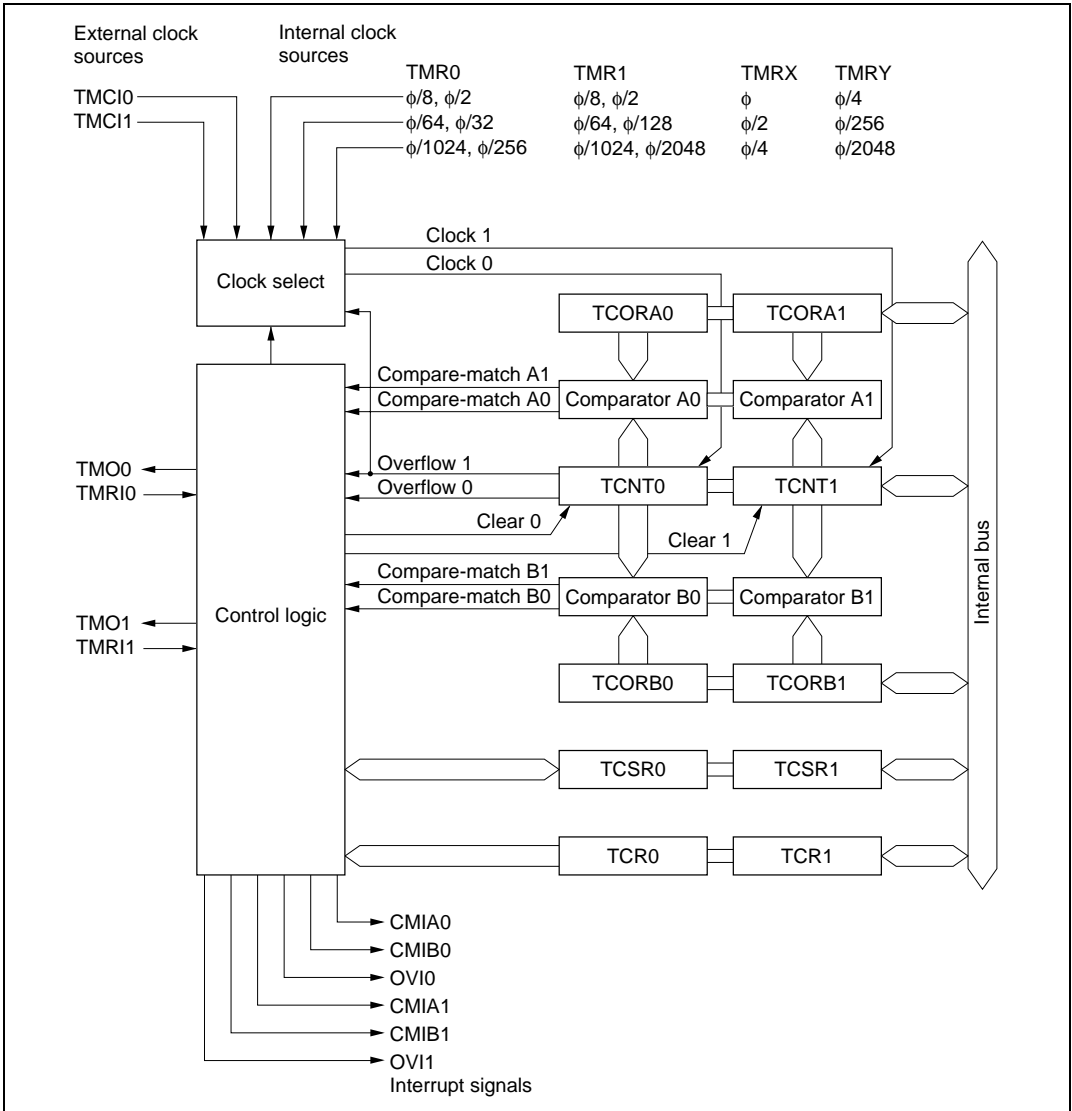 External clock
sources
Internal clock
sources
TMR0 TMR1 TMRX TMRY
TMCI0 ϕ/8, ϕ/2 ϕ/8, ϕ/2 ϕ ϕ/4
TMCI1 ϕ/64, ϕ/32 ϕ/64, ϕ/128 ϕ/2 ϕ/256
ϕ/1024, ϕ/256 ϕ/1024, ϕ/2048 ϕ/4 ϕ/2048
Clock 1
Clock 0
Clock select
TCORA0 TCORA1
Compare-match A1
Compare-match A0
Comparator A0 Comparator A1
TMO0
TMRI0
Overflow 1
Overflow 0
TCNT0 TCNT1
Clear 0
Clear 1
Compare-match B1
Compare-match B0
Comparator B0 Comparator B1
Control logic
TMO1
TMRI1
Internal bus
TCORB0 TCORB1
TCSR0 TCSR1
TCR0 TCR1
CMIA0
CMIB0
OVI0
CMIA1
CMIB1
OVI1
Interrupt signals